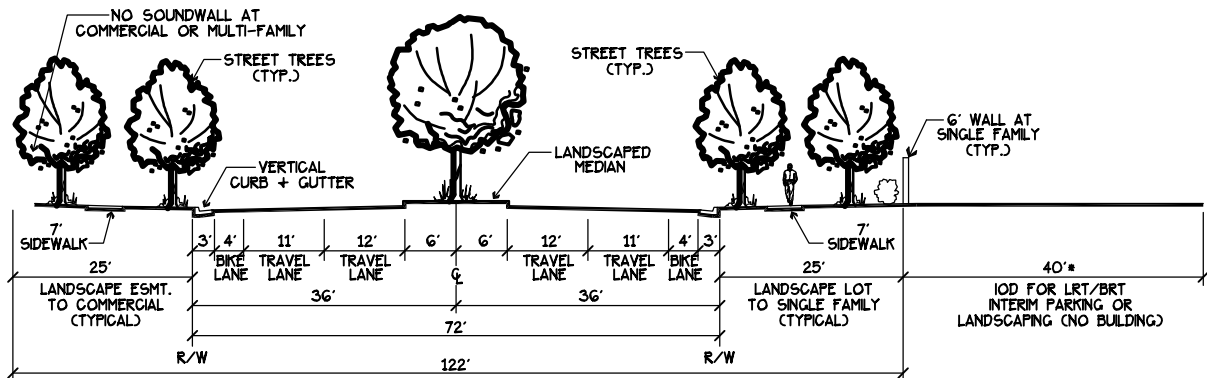 NO SOUNDWALL AT
COMMERCIAL OR MULTI-FAMILY
STREET TREES
(TYP.)
STREET TREES
(TYP.)
6' WALL AT
SINGLE FAMILY
(TYP.)
VERTICAL
CURB + GUTTER
LANDSCAPED
MEDIAN
7'
SIDEWALK
7'
SIDEWALK
3' 4' 11' 12' 6' 6' 12' 11' 4' 3'
BIKE LANE
TRAVEL LANE
TRAVEL LANE
℄
TRAVEL LANE
TRAVEL LANE
BIKE LANE
25'
LANDSCAPE ESMT.
TO COMMERCIAL
(TYPICAL)
36' 36'
25'
LANDSCAPE LOT
TO SINGLE FAMILY
(TYPICAL)
40'*
IOD FOR LRT/BRT
INTERIM PARKING OR
LANDSCAPING (NO BUILDING)
72'
R/W R/W
122'